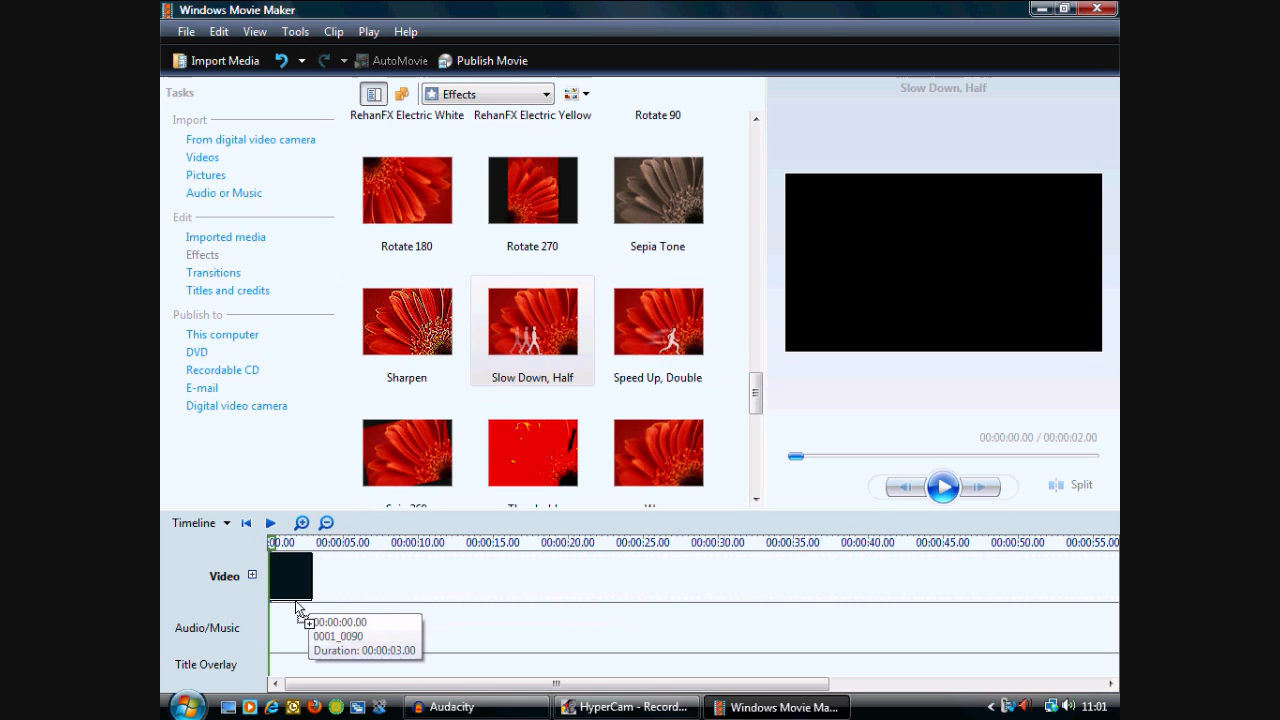 Windows Movie Maker
File Edit View Tools Clip Play Help
Import Media AutoMovie Publish Movie
Tasks
Import
From digital video camera
Videos
Pictures
Audio or Music
Edit
Imported media
Effects
Transitions
Titles and credits
Publish to
This computer
DVD
Recordable CD
E-mail
Digital video camera
Effects
RehanFX Electric White RehanFX Electric Yellow Rotate 90
Rotate 180 Rotate 270 Sepia Tone
Sharpen Slow Down, Half Speed Up, Double
Slow Down, Half
00:00:00.00 / 00:00:02.00
Split
Timeline
:00.00 00:00:05.00 00:00:10.00 00:00:15.00 00:00:20.00 00:00:25.00 00:00:30.00 00:00:35.00 00:00:40.00 00:00:45.00 00:00:50.00 00:00:55.00
Video
Audio/Music
Title Overlay
00:00:00.00
0001_0090
Duration: 00:00:03.00
Audacity HyperCam - Record... Windows Movie Ma... 11:01